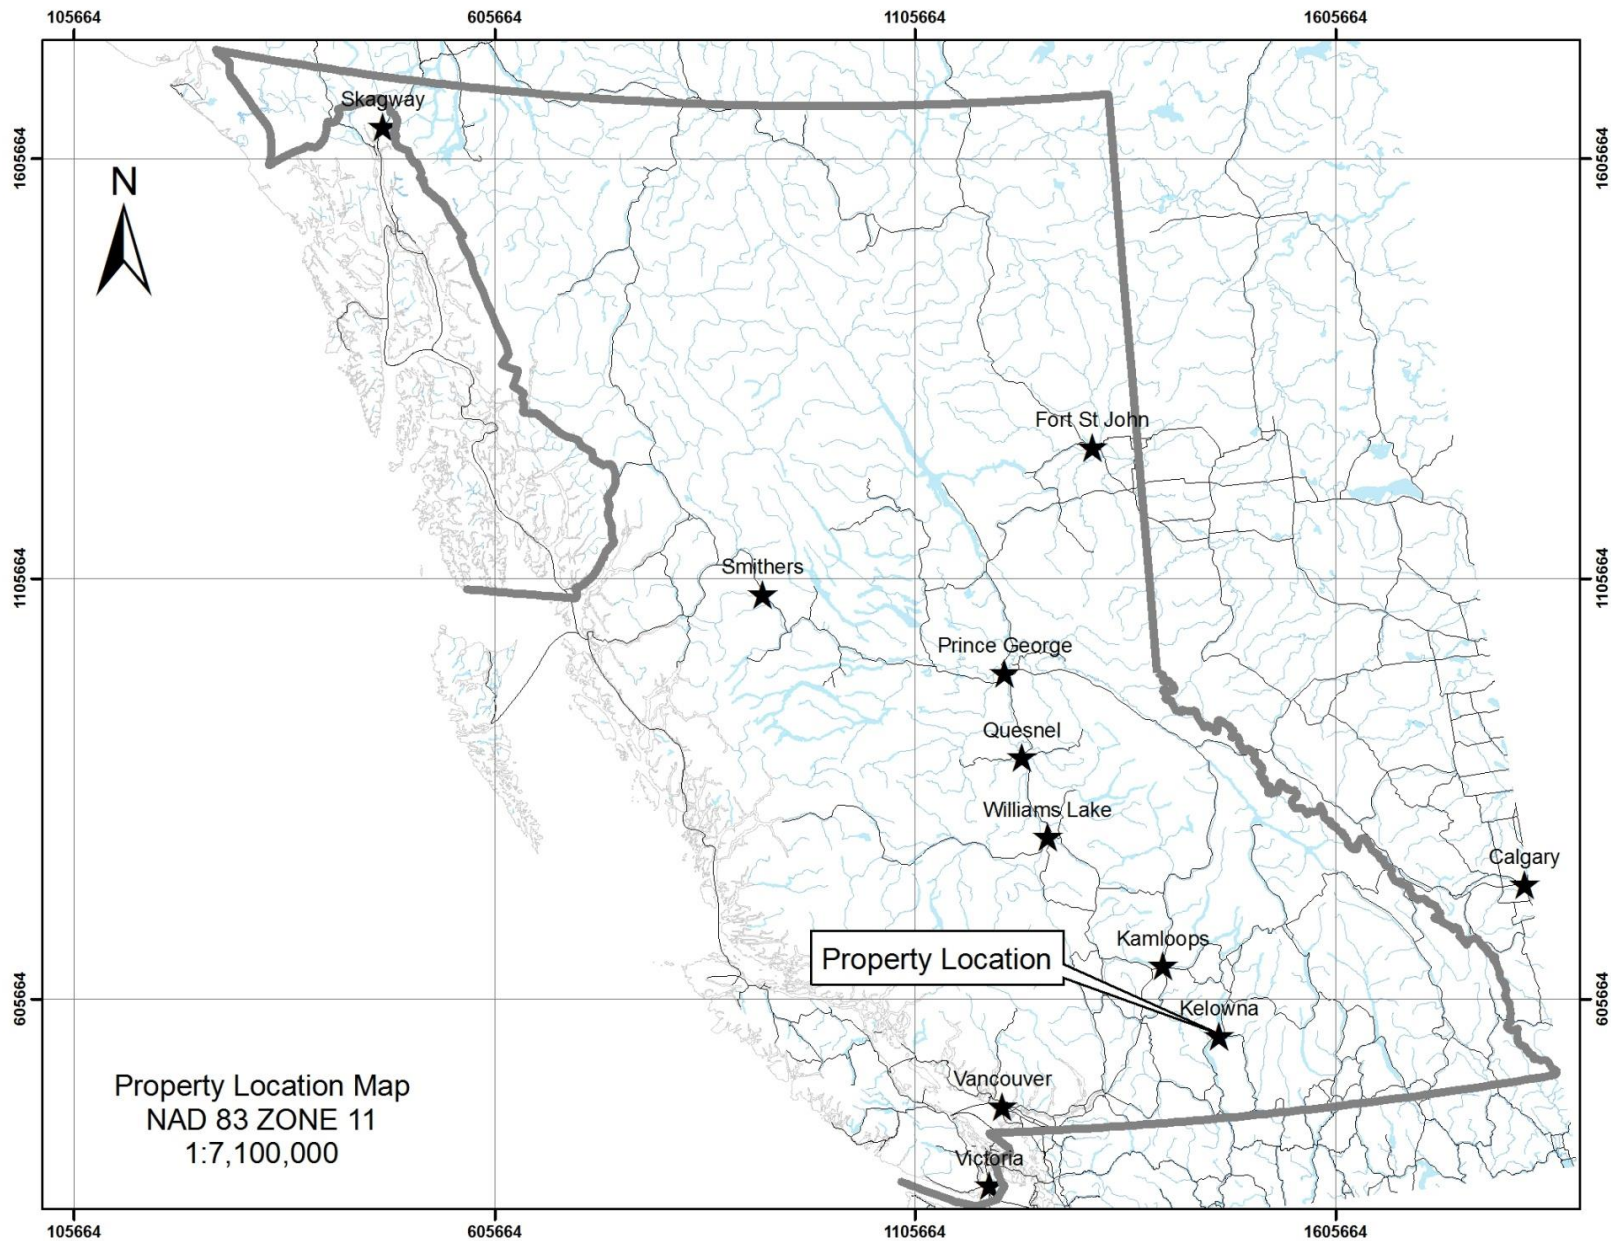 105664
605664
1105664
1605664
Skagway
1605664
1605664
N
Fort St John
Smithers
1105664
1105664
Prince George
Quesnel
Williams Lake
Calgary
Kamloops
Property Location
Kelowna
605664
605664
Vancouver
Property Location Map
NAD 83 ZONE 11
1:7,100,000
Victoria
105664
605664
1105664
1605664